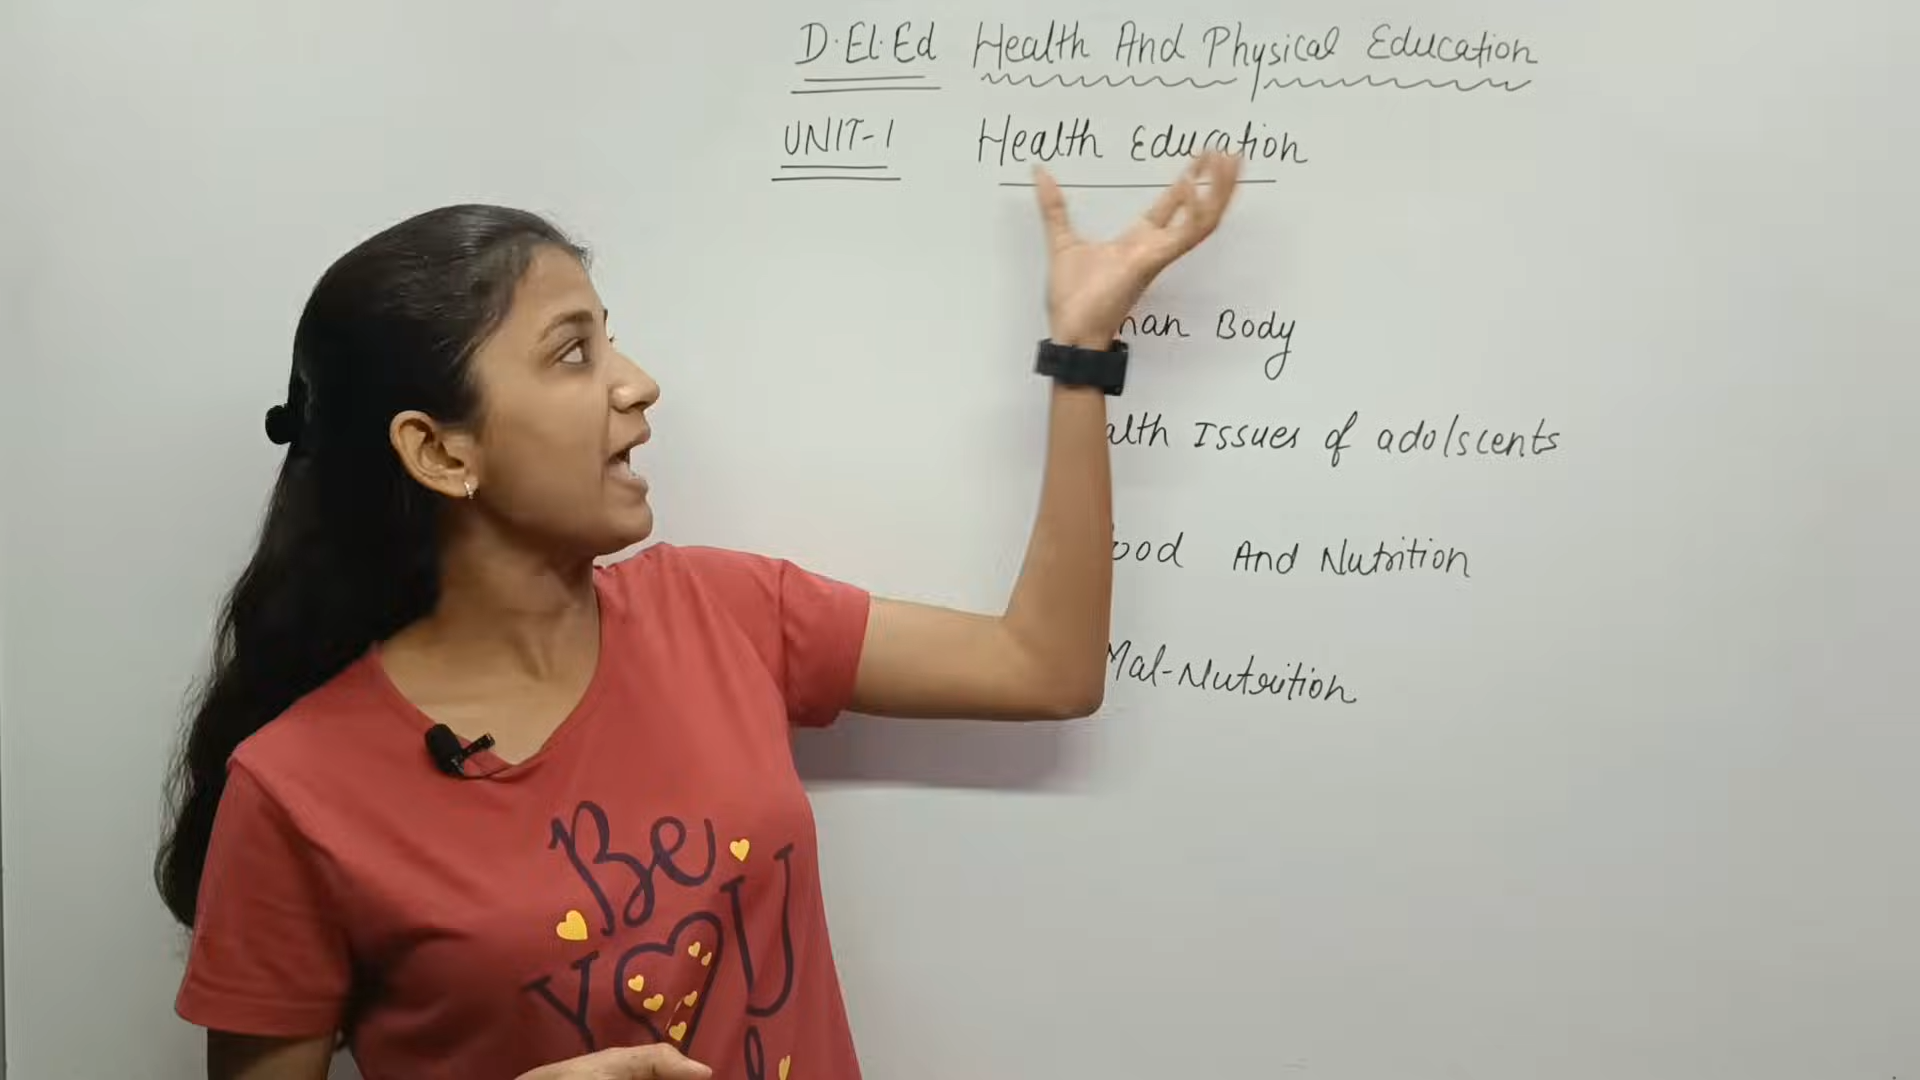 D.El.Ed Health And Physical Education
UNIT-1 Health Education
Body
Issues of adolscents
And Nutrition
Mal-Nutrition
Be
YOU